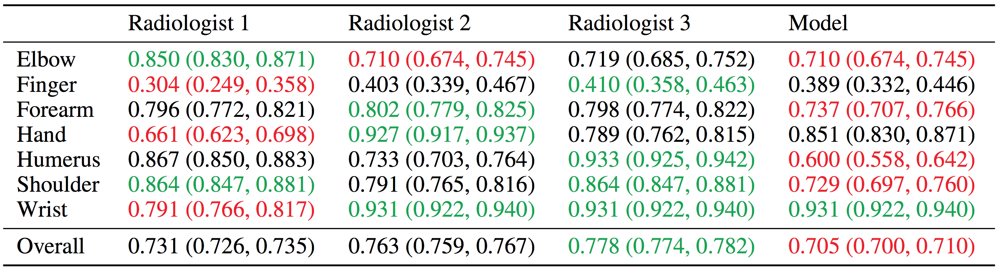 Radiologist 1 Radiologist 2 Radiologist 3 Model
Elbow 0.850 (0.830, 0.871) 0.710 (0.674, 0.745) 0.719 (0.685, 0.752) 0.710 (0.674, 0.745)
Finger 0.304 (0.249, 0.358) 0.403 (0.339, 0.467) 0.410 (0.358, 0.463) 0.389 (0.332, 0.446)
Forearm 0.796 (0.772, 0.821) 0.802 (0.779, 0.825) 0.798 (0.774, 0.822) 0.737 (0.707, 0.766)
Hand 0.661 (0.623, 0.698) 0.927 (0.917, 0.937) 0.789 (0.762, 0.815) 0.851 (0.830, 0.871)
Humerus 0.867 (0.850, 0.883) 0.733 (0.703, 0.764) 0.933 (0.925, 0.942) 0.600 (0.558, 0.642)
Shoulder 0.864 (0.847, 0.881) 0.791 (0.765, 0.816) 0.864 (0.847, 0.881) 0.729 (0.697, 0.760)
Wrist 0.791 (0.766, 0.817) 0.931 (0.922, 0.940) 0.931 (0.922, 0.940) 0.931 (0.922, 0.940)
Overall 0.731 (0.726, 0.735) 0.763 (0.759, 0.767) 0.778 (0.774, 0.782) 0.705 (0.700, 0.710)